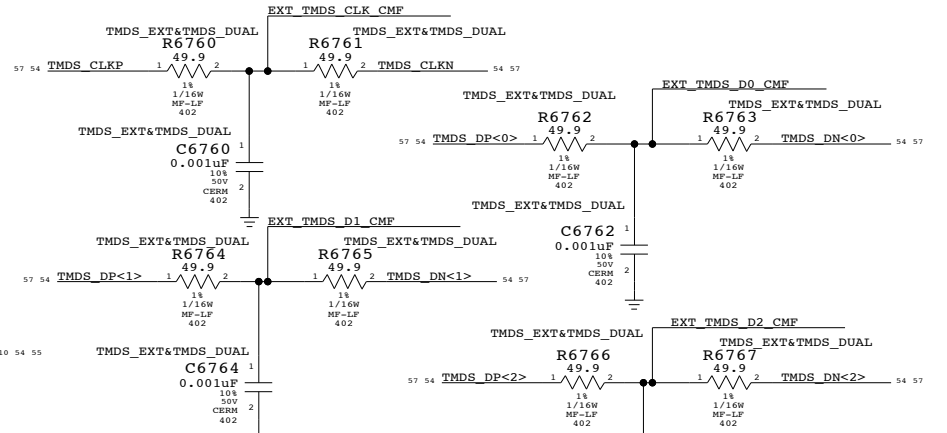 EXT_TMDS_CLK_CMF
TMDS_EXT&TMDS_DUAL
TMDS_EXT&TMDS_DUAL
R6760
R6761
49.9
49.9
57 54
TMDS_CLKP
1
2
1
2
TMDS_CLKN
54 57
1%
1/16W
MF-LF
402
1%
1/16W
MF-LF
402
TMDS_EXT&TMDS_DUAL
C6760
1
0.001uF
10%
50V
CERM
402
2
EXT_TMDS_D0_CMF
TMDS_EXT&TMDS_DUAL
TMDS_EXT&TMDS_DUAL
R6762
R6763
49.9
49.9
57 54
TMDS_DP<0>
1
2
1
2
TMDS_DN<0>
54 57
1%
1/16W
MF-LF
402
1%
1/16W
MF-LF
402
TMDS_EXT&TMDS_DUAL
C6762
1
0.001uF
10%
50V
CERM
402
2
EXT_TMDS_D1_CMF
TMDS_EXT&TMDS_DUAL
TMDS_EXT&TMDS_DUAL
R6764
R6765
49.9
49.9
57 54
TMDS_DP<1>
1
2
1
2
TMDS_DN<1>
54 57
1%
1/16W
MF-LF
402
1%
1/16W
MF-LF
402
10 54 55
TMDS_EXT&TMDS_DUAL
C6764
1
0.001uF
10%
50V
CERM
402
2
EXT_TMDS_D2_CMF
TMDS_EXT&TMDS_DUAL
TMDS_EXT&TMDS_DUAL
R6766
R6767
49.9
49.9
57 54
TMDS_DP<2>
1
2
1
2
TMDS_DN<2>
54 57
1%
1/16W
MF-LF
402
1%
1/16W
MF-LF
402